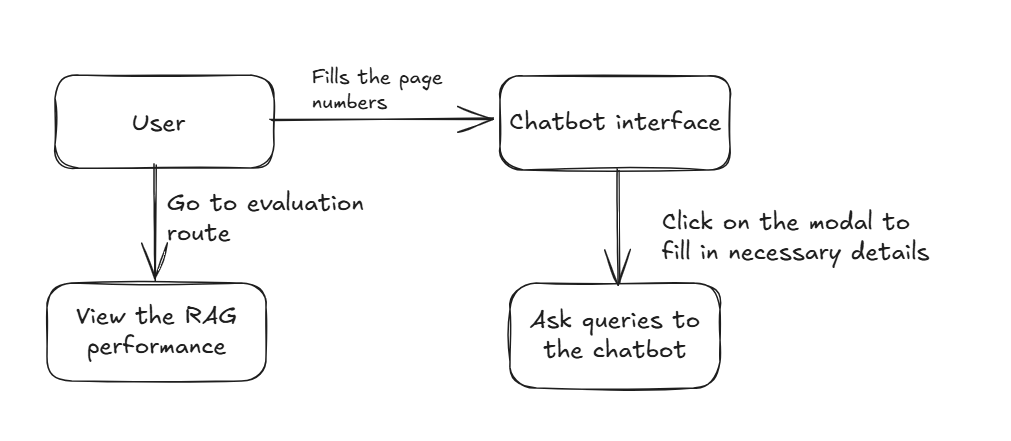 Fills the page
numbers
User
Chatbot interface
Go to evaluation
route
Click on the modal to
fill in necessary details
View the RAG
performance
Ask queries to
the chatbot